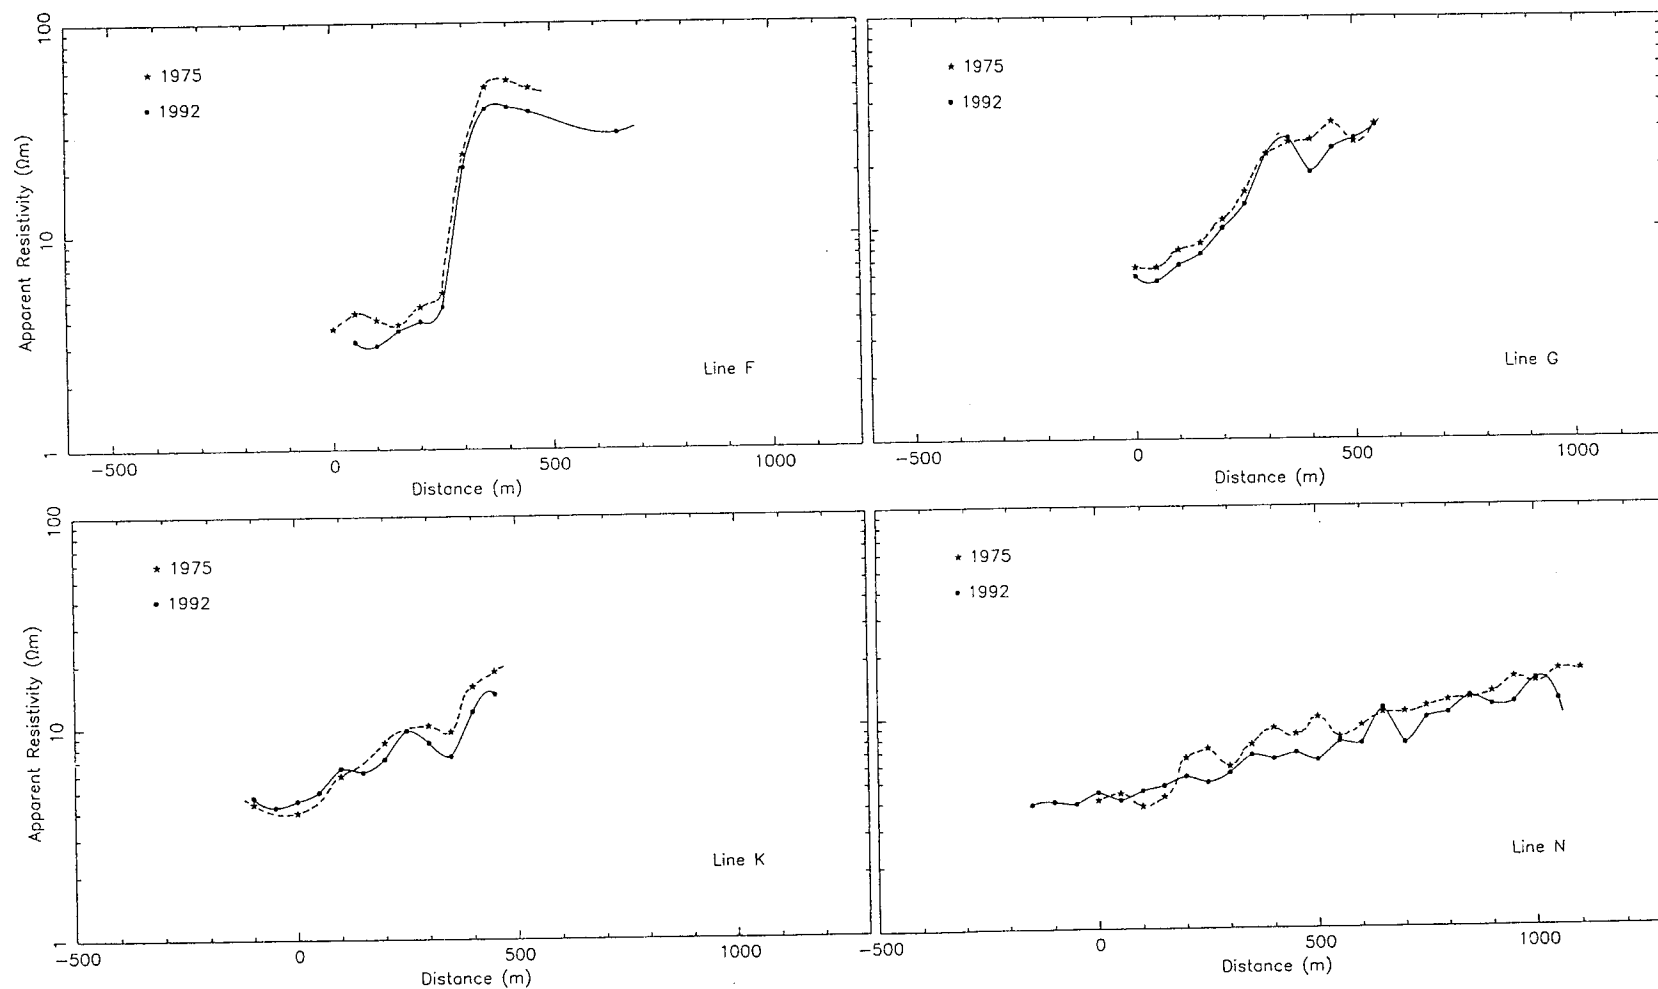 100
10
1
Apparent Resistivity (Ωm)
★ 1975
• 1992
Line F
−500 0 500 1000
Distance (m)
★ 1975
• 1992
Line G
−500 0 500 1000
Distance (m)
100
10
1
Apparent Resistivity (Ωm)
★ 1975
• 1992
Line K
−500 0 500 1000
Distance (m)
★ 1975
• 1992
Line N
−500 0 500 1000
Distance (m)